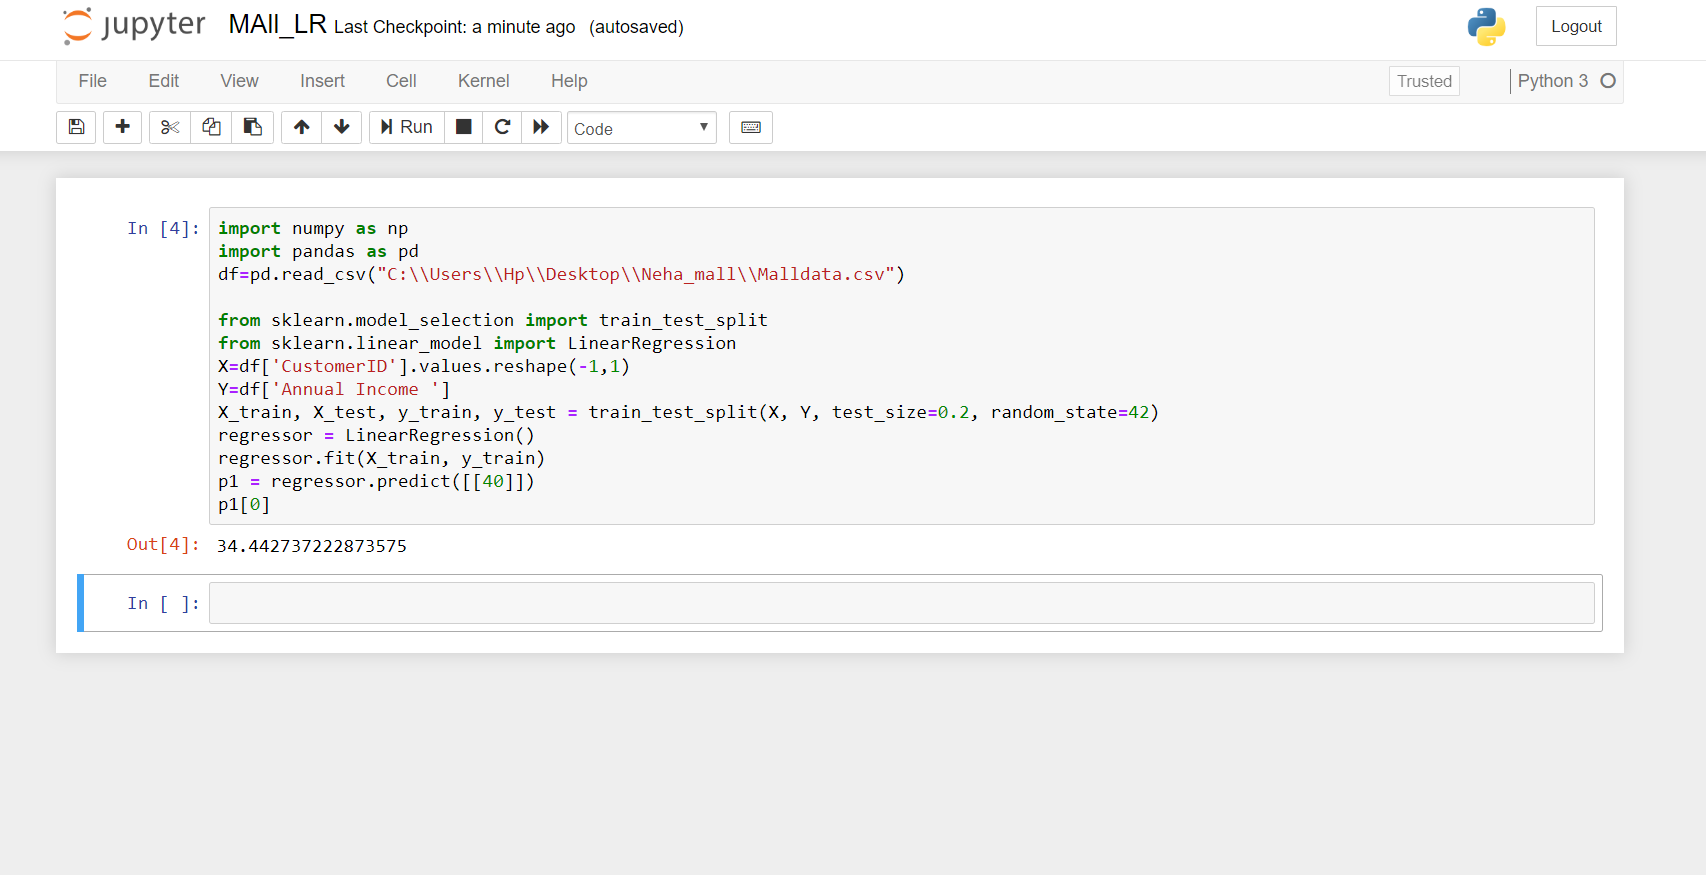 jupyter MAll_LR Last Checkpoint: a minute ago (autosaved)
Logout
File Edit View Insert Cell Kernel Help
Trusted
Python 3
Run
Code
In [4]:
import numpy as np
import pandas as pd
df=pd.read_csv("C:\\Users\\Hp\\Desktop\\Neha_mall\\Malldata.csv")
from sklearn.model_selection import train_test_split
from sklearn.linear_model import LinearRegression
X=df['CustomerID'].values.reshape(-1,1)
Y=df['Annual Income ']
X_train, X_test, y_train, y_test = train_test_split(X, Y, test_size=0.2, random_state=42)
regressor = LinearRegression()
regressor.fit(X_train, y_train)
p1 = regressor.predict([[40]])
p1[0]
Out[4]: 34.442737222873575
In [ ]: